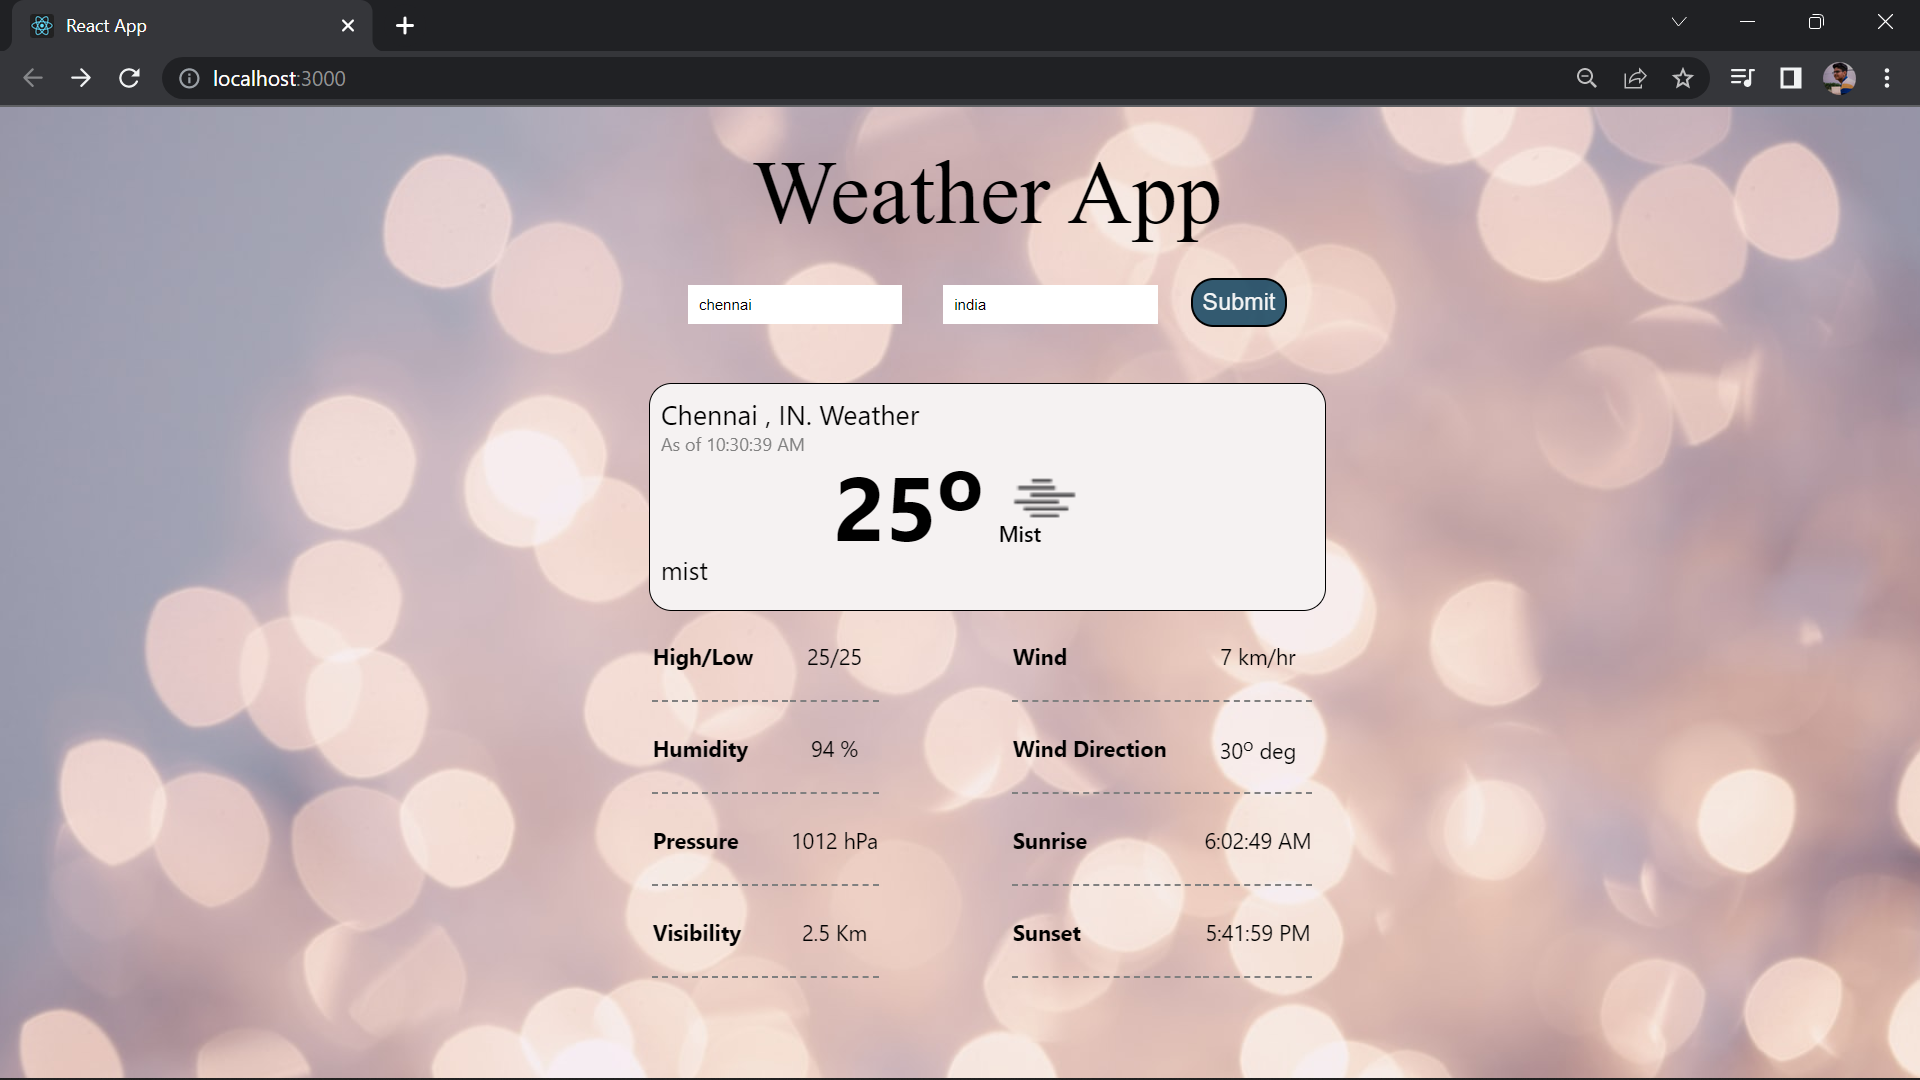 React App
localhost:3000
Weather App
chennai
india
Submit
Chennai , IN. Weather
As of 10:30:39 AM
25º
Mist
mist
High/Low 25/25 Wind 7 km/hr
Humidity 94 % Wind Direction 30º deg
Pressure 1012 hPa Sunrise 6:02:49 AM
Visibility 2.5 Km Sunset 5:41:59 PM